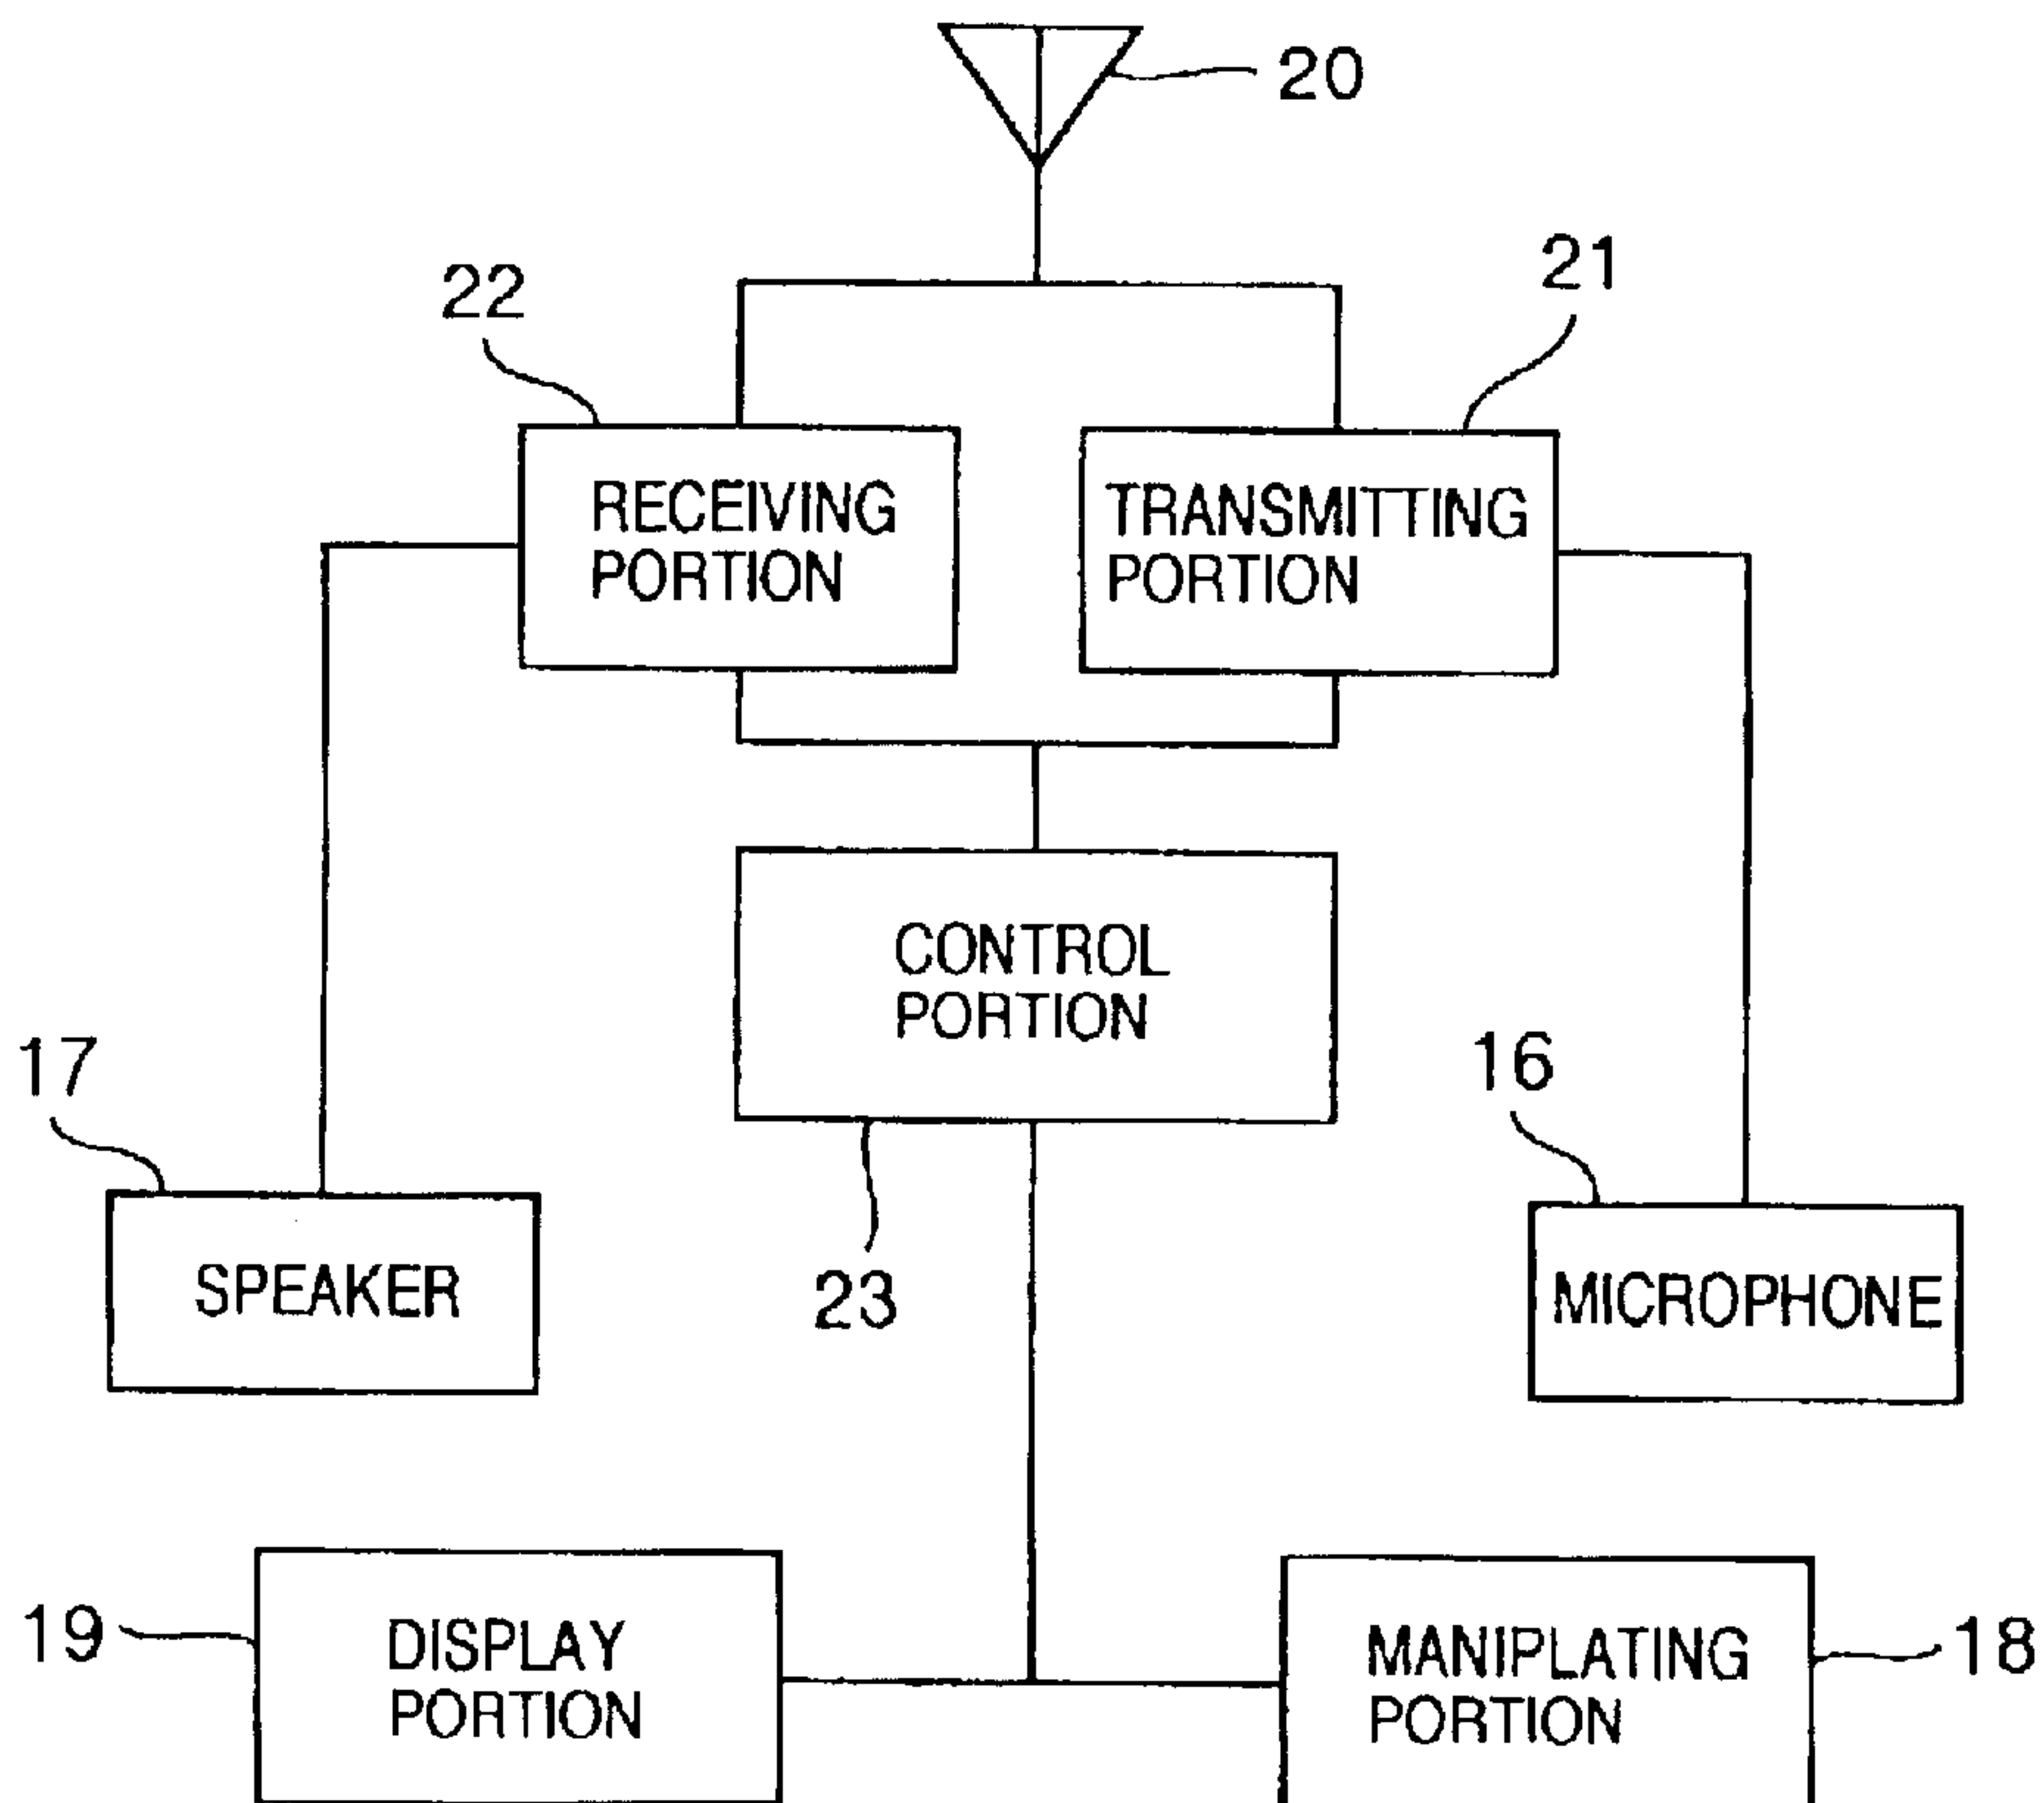 20
22
21
RECEIVING
PORTION
TRANSMITTING
PORTION
CONTROL
PORTION
17
16
SPEAKER
23
MICROPHONE
19
DISPLAY
PORTION
MANIPLATING
PORTION
18